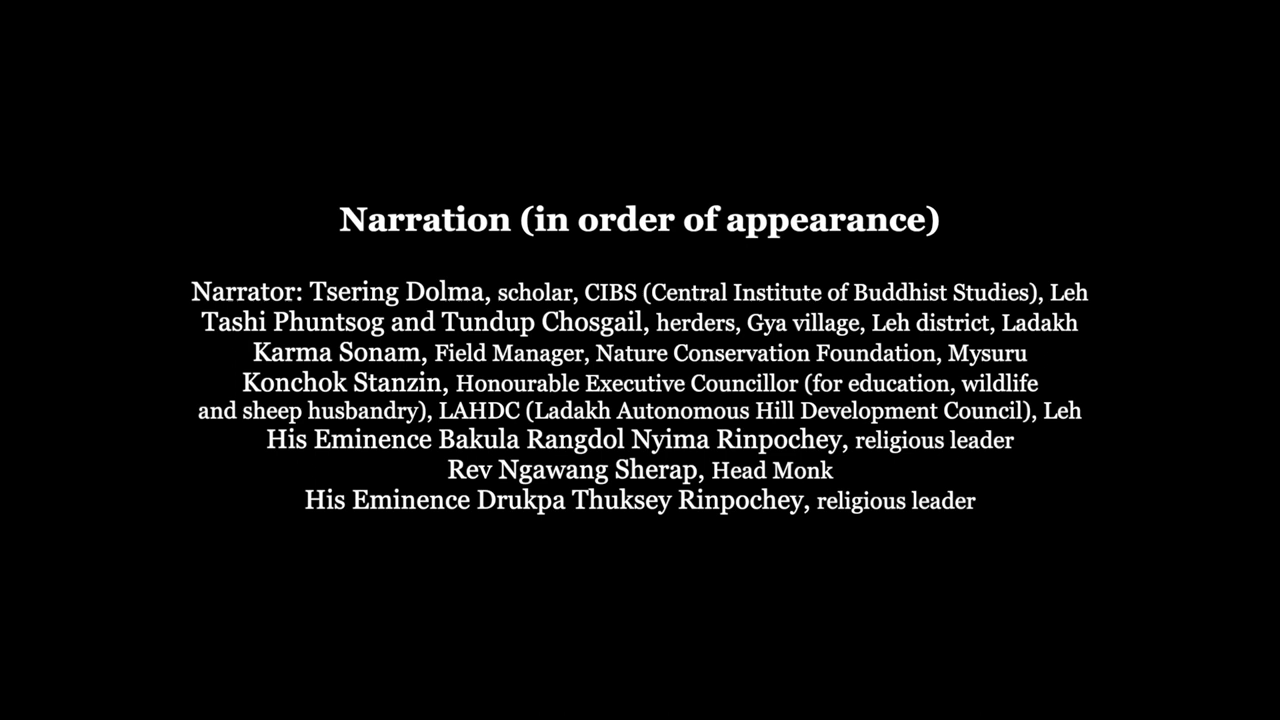 Narration (in order of appearance)
Narrator: Tsering Dolma, scholar, CIBS (Central Institute of Buddhist Studies), Leh
Tashi Phuntsog and Tundup Chosgail, herders, Gya village, Leh district, Ladakh
Karma Sonam, Field Manager, Nature Conservation Foundation, Mysuru
Konchok Stanzin, Honourable Executive Councillor (for education, wildlife
and sheep husbandry), LAHDC (Ladakh Autonomous Hill Development Council), Leh
His Eminence Bakula Rangdol Nyima Rinpochey, religious leader
Rev Ngawang Sherap, Head Monk
His Eminence Drukpa Thuksey Rinpochey, religious leader